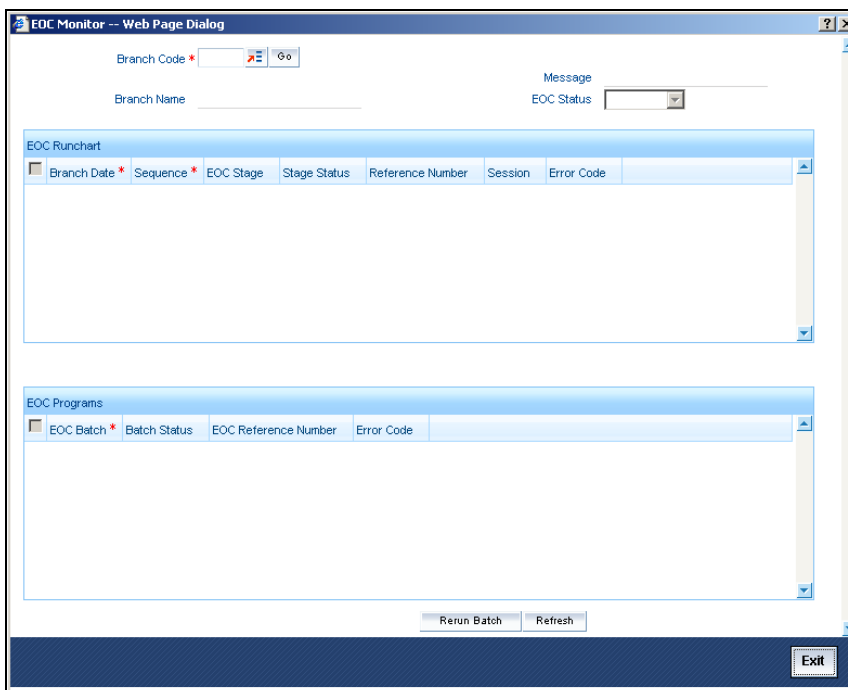 EOC Monitor -- Web Page Dialog ? X
Branch Code * Go
Message
Branch Name EOC Status
EOC Runchart
Branch Date * Sequence * EOC Stage Stage Status Reference Number Session Error Code
EOC Programs
EOC Batch * Batch Status EOC Reference Number Error Code
Rerun Batch Refresh
Exit